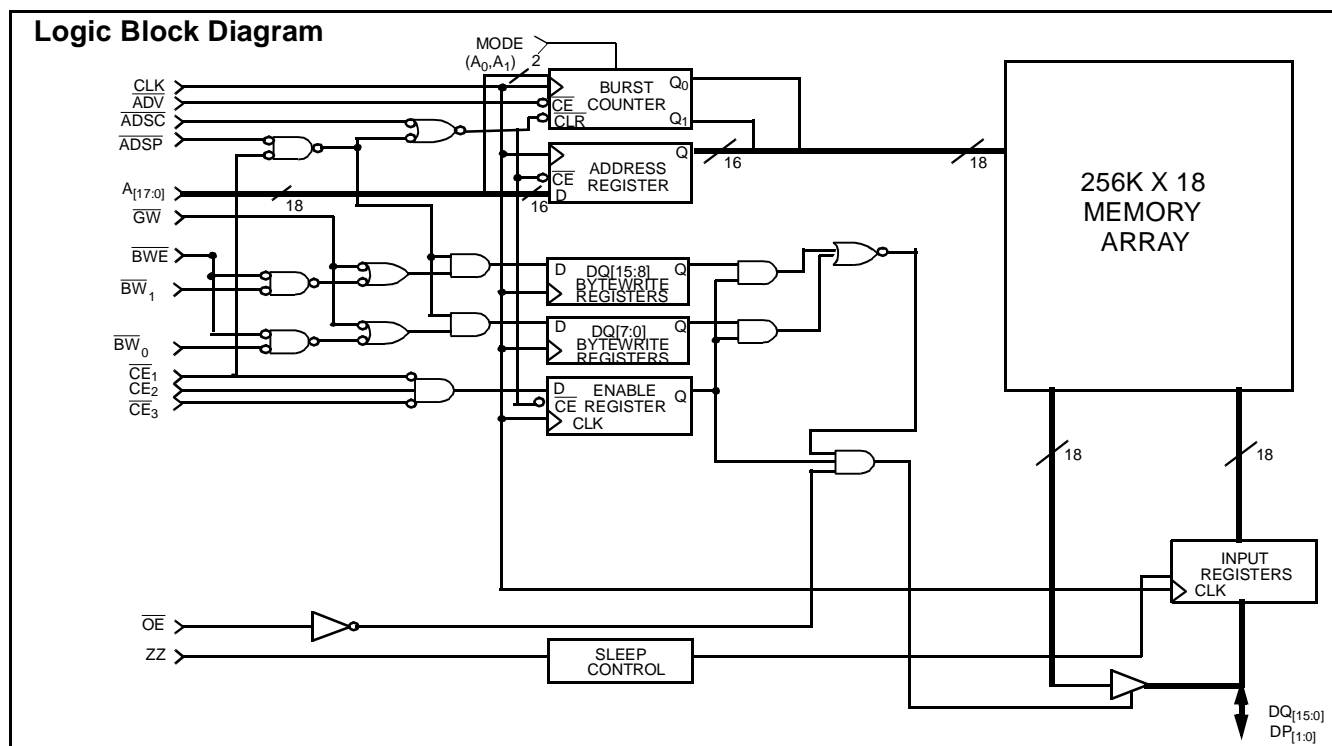 Logic Block Diagram
MODE
(A0,A1) 2
CLK
ADV
ADSC
ADSP
A[17:0]
18
GW
BWE
BW1
BW0
CE1
CE2
CE3
OE
ZZ
BURST
COUNTER
CE
CLR
Q0
Q1
ADDRESS
REGISTER
CE
D
Q
16
16
18
D DQ[15:8] Q
BYTEWRITE
REGISTERS
D DQ[7:0] Q
BYTEWRITE
REGISTERS
D ENABLE Q
CE REGISTER
CLK
SLEEP
CONTROL
256K X 18
MEMORY
ARRAY
18
18
INPUT
REGISTERS
CLK
DQ[15:0]
DP[1:0]